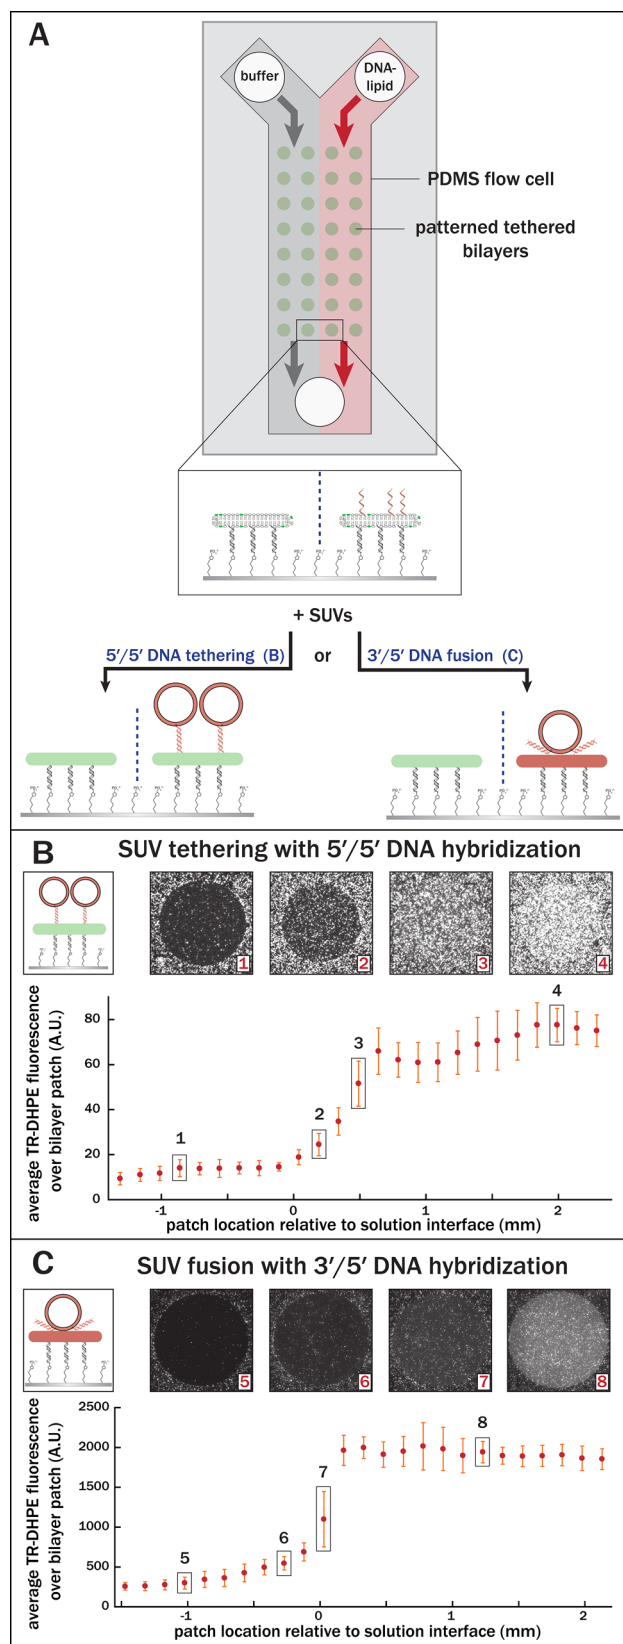 A
buffer
DNA-
lipid
PDMS flow cell
patterned tethered
bilayers
+ SUVs
5′/5′ DNA tethering (B)
or
3′/5′ DNA fusion (C)
B
SUV tethering with 5′/5′ DNA hybridization
1
2
3
4
average TR-DHPE fluorescence
over bilayer patch (A.U.)
80
60
40
20
0
1
2
3
4
-1
0
1
2
patch location relative to solution interface (mm)
C
SUV fusion with 3′/5′ DNA hybridization
5
6
7
8
average TR-DHPE fluorescence
over bilayer patch (A.U.)
2500
2000
1500
1000
500
0
5
6
7
8
-1
0
1
2
patch location relative to solution interface (mm)